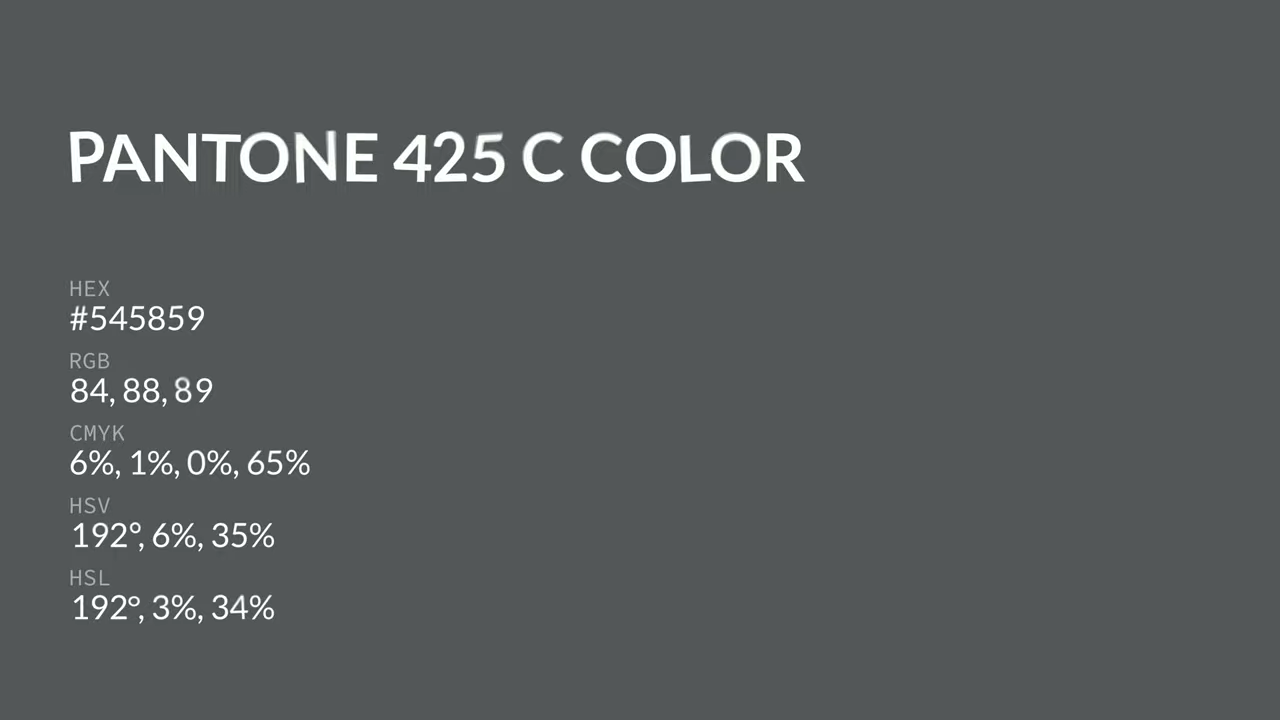 PANTONE 425 C COLOR
HEX
#545859
RGB
84, 88, 89
CMYK
6%, 1%, 0%, 65%
HSV
192°, 6%, 35%
HSL
192°, 3%, 34%